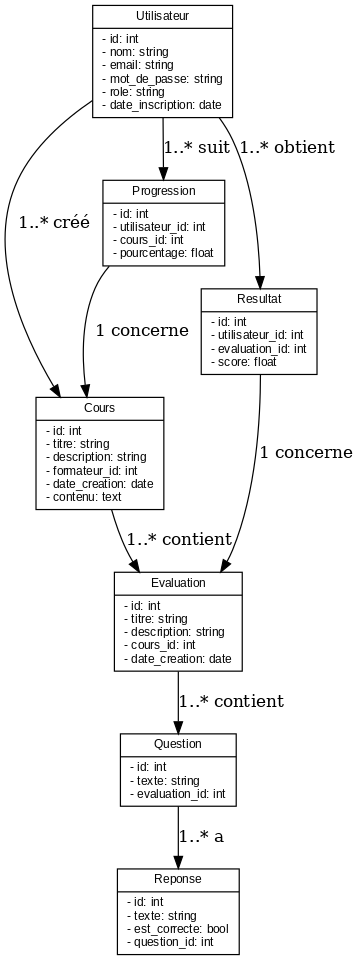 Utilisateur
- id: int
- nom: string
- email: string
- mot_de_passe: string
- role: string
- date_inscription: date
1..* suit
1..* obtient
Progression
- id: int
- utilisateur_id: int
- cours_id: int
- pourcentage: float
1..* créé
Resultat
- id: int
- utilisateur_id: int
- evaluation_id: int
- score: float
1 concerne
Cours
- id: int
- titre: string
- description: string
- formateur_id: int
- date_creation: date
- contenu: text
1 concerne
1..* contient
Evaluation
- id: int
- titre: string
- description: string
- cours_id: int
- date_creation: date
1..* contient
Question
- id: int
- texte: string
- evaluation_id: int
1..* a
Reponse
- id: int
- texte: string
- est_correcte: bool
- question_id: int